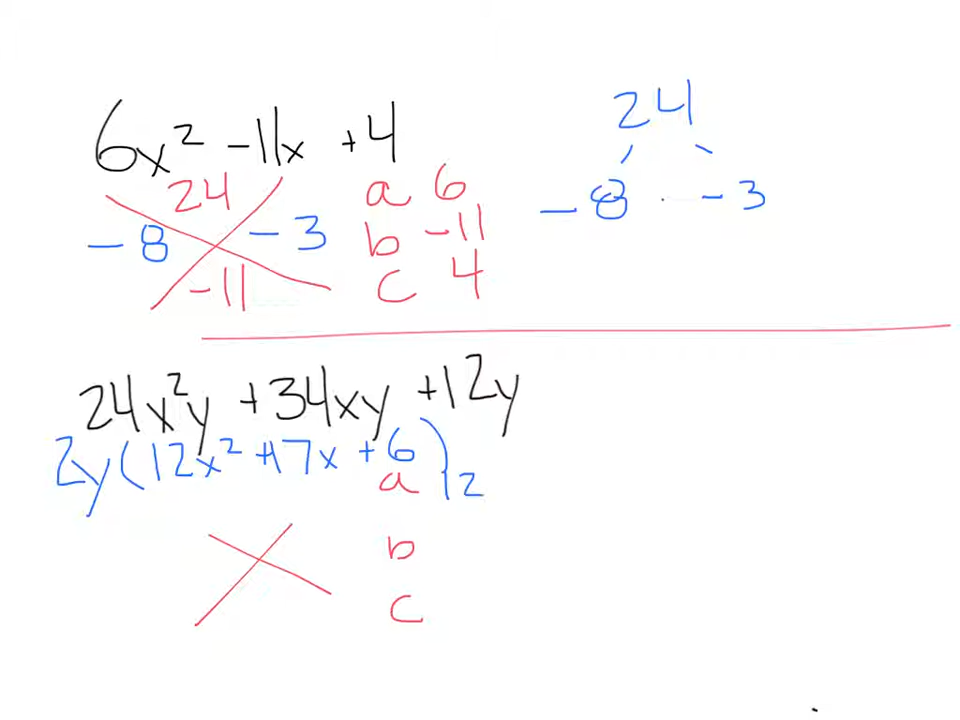 6x² -11x +4
24
-8 -3
-11
a 6
b -11
c 4
24
-8 · -3
24x²y +34xy +12y
2y(12x² +17x +6)
a 12
b
c